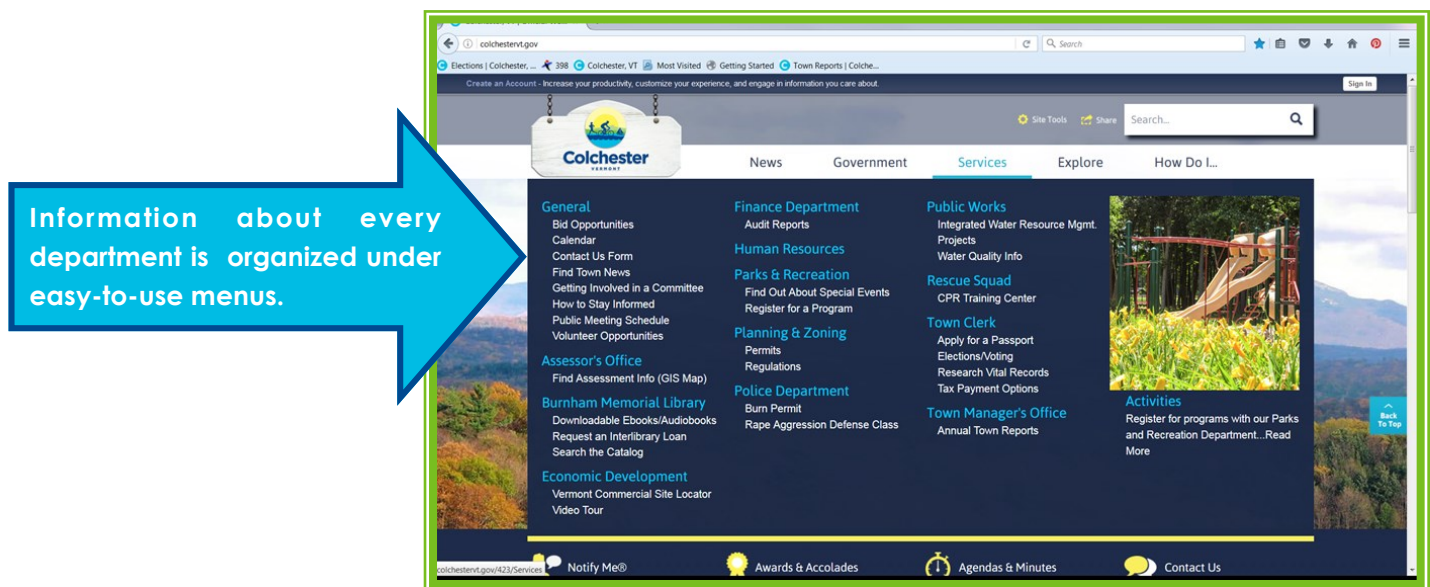 Information about every
department is organized under
easy-to-use menus.
colchestervt.gov
Search
Elections | Colchester, ... 398 Colchester, VT Most Visited Getting Started Town Reports | Colche...
Create an Account - Increase your productivity, customize your experience, and engage in information you care about. Sign In
Site Tools Share Search...
Colchester
VERMONT
News Government Services Explore How Do I...
General
Bid Opportunities
Calendar
Contact Us Form
Find Town News
Getting Involved in a Committee
How to Stay Informed
Public Meeting Schedule
Volunteer Opportunities
Assessor's Office
Find Assessment Info (GIS Map)
Burnham Memorial Library
Downloadable Ebooks/Audiobooks
Request an Interlibrary Loan
Search the Catalog
Economic Development
Vermont Commercial Site Locator
Video Tour
Finance Department
Audit Reports
Human Resources
Parks & Recreation
Find Out About Special Events
Register for a Program
Planning & Zoning
Permits
Regulations
Police Department
Burn Permit
Rape Aggression Defense Class
Public Works
Integrated Water Resource Mgmt.
Projects
Water Quality Info
Rescue Squad
CPR Training Center
Town Clerk
Apply for a Passport
Elections/Voting
Research Vital Records
Tax Payment Options
Town Manager's Office
Annual Town Reports
Activities
Register for programs with our Parks
and Recreation Department...Read
More
Back
To Top
colchestervt.gov/423/Services
Notify Me® Awards & Accolades Agendas & Minutes Contact Us